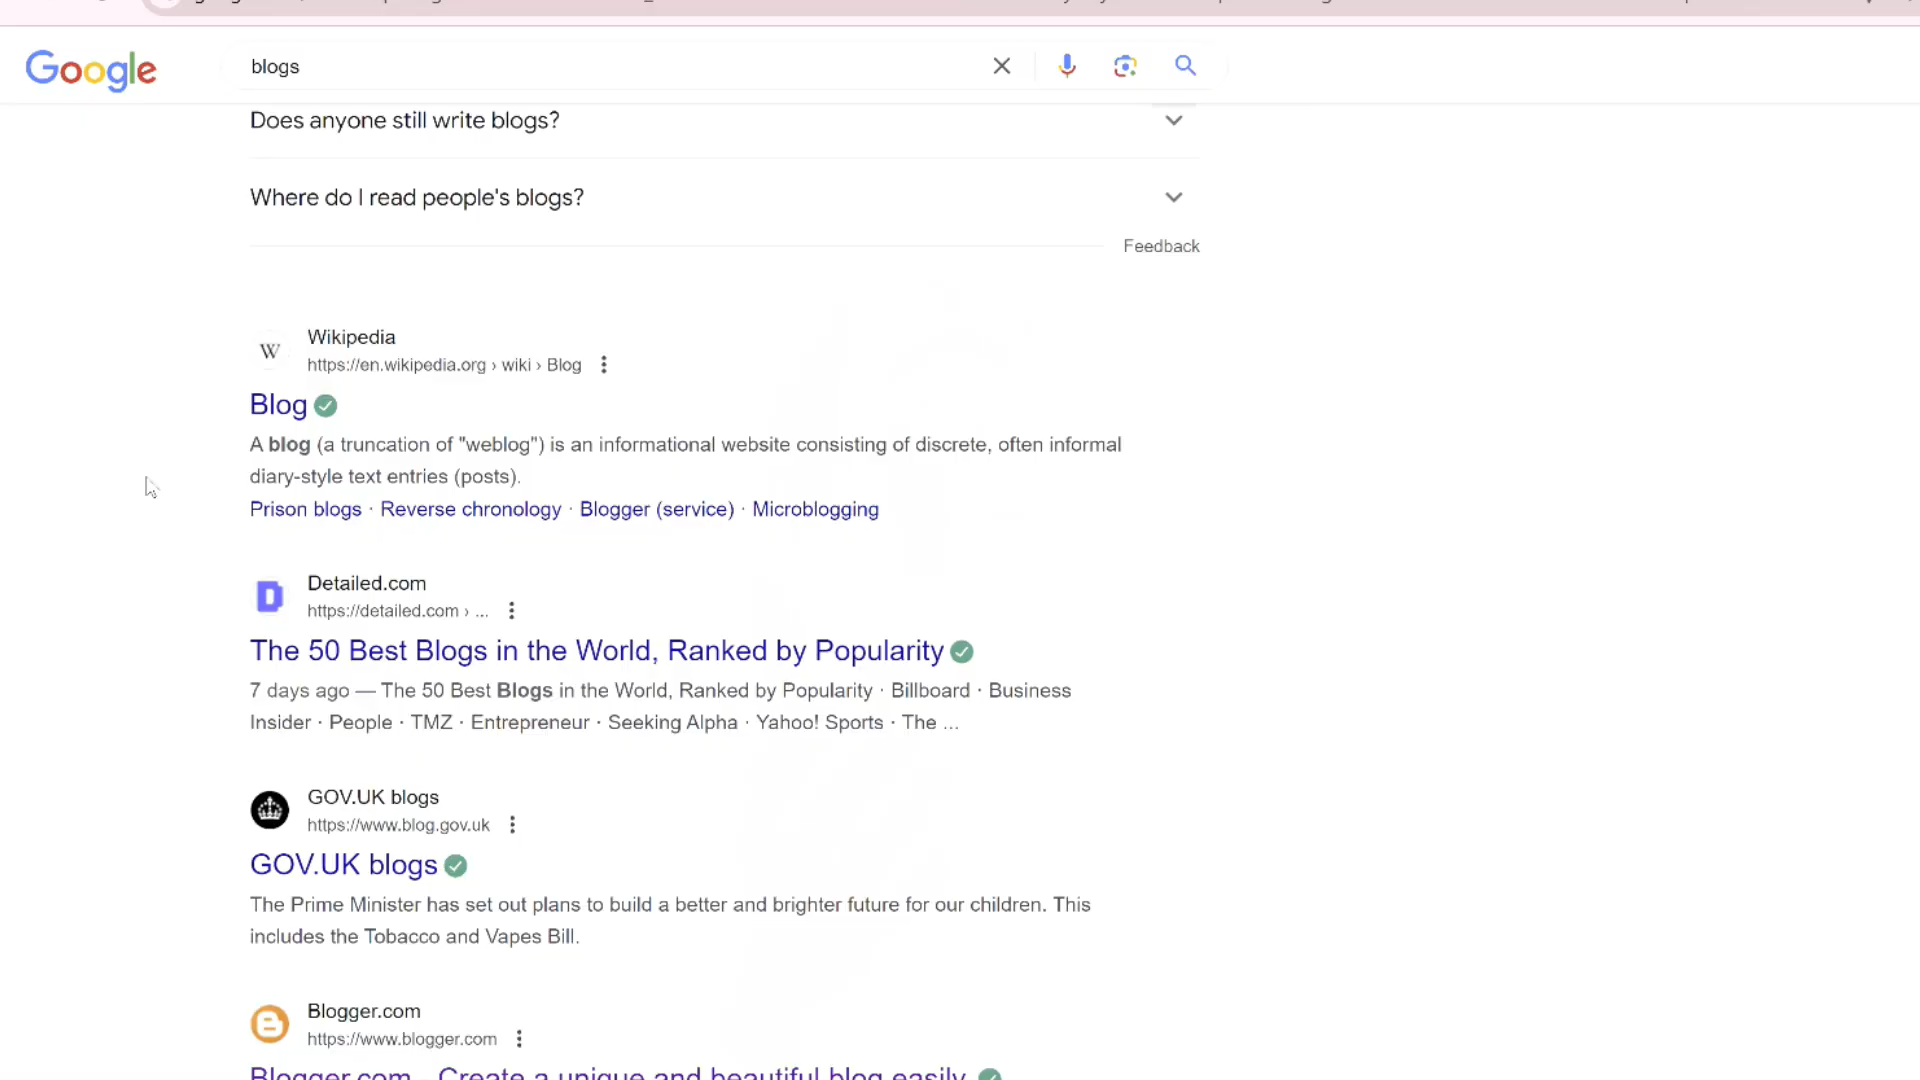 Google
blogs
Does anyone still write blogs?
Where do I read people's blogs?
Feedback
W
Wikipedia
https://en.wikipedia.org › wiki › Blog
Blog
A blog (a truncation of "weblog") is an informational website consisting of discrete, often informal
diary-style text entries (posts).
Prison blogs · Reverse chronology · Blogger (service) · Microblogging
Detailed.com
https://detailed.com › ...
The 50 Best Blogs in the World, Ranked by Popularity
7 days ago — The 50 Best Blogs in the World, Ranked by Popularity · Billboard · Business
Insider · People · TMZ · Entrepreneur · Seeking Alpha · Yahoo! Sports · The ...
GOV.UK blogs
https://www.blog.gov.uk
GOV.UK blogs
The Prime Minister has set out plans to build a better and brighter future for our children. This
includes the Tobacco and Vapes Bill.
Blogger.com
https://www.blogger.com
Blogger.com - Create a unique and beautiful blog easily